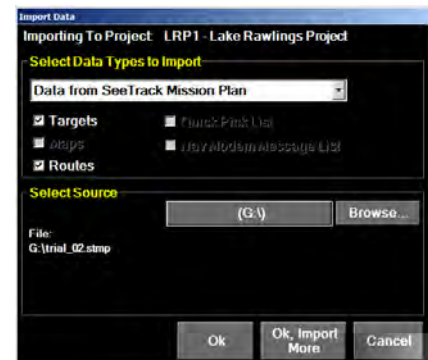 Import Data
Importing To Project LRP1 - Lake Rawlings Project
Select Data Types to Import
Data from SeeTrack Mission Plan
Targets
Quick Pink List
Maps
Nav Modem Message List
Routes
Select Source
(G:\)
Browse...
File:
G:\trial_02.stmp
Ok
Ok, Import
More
Cancel